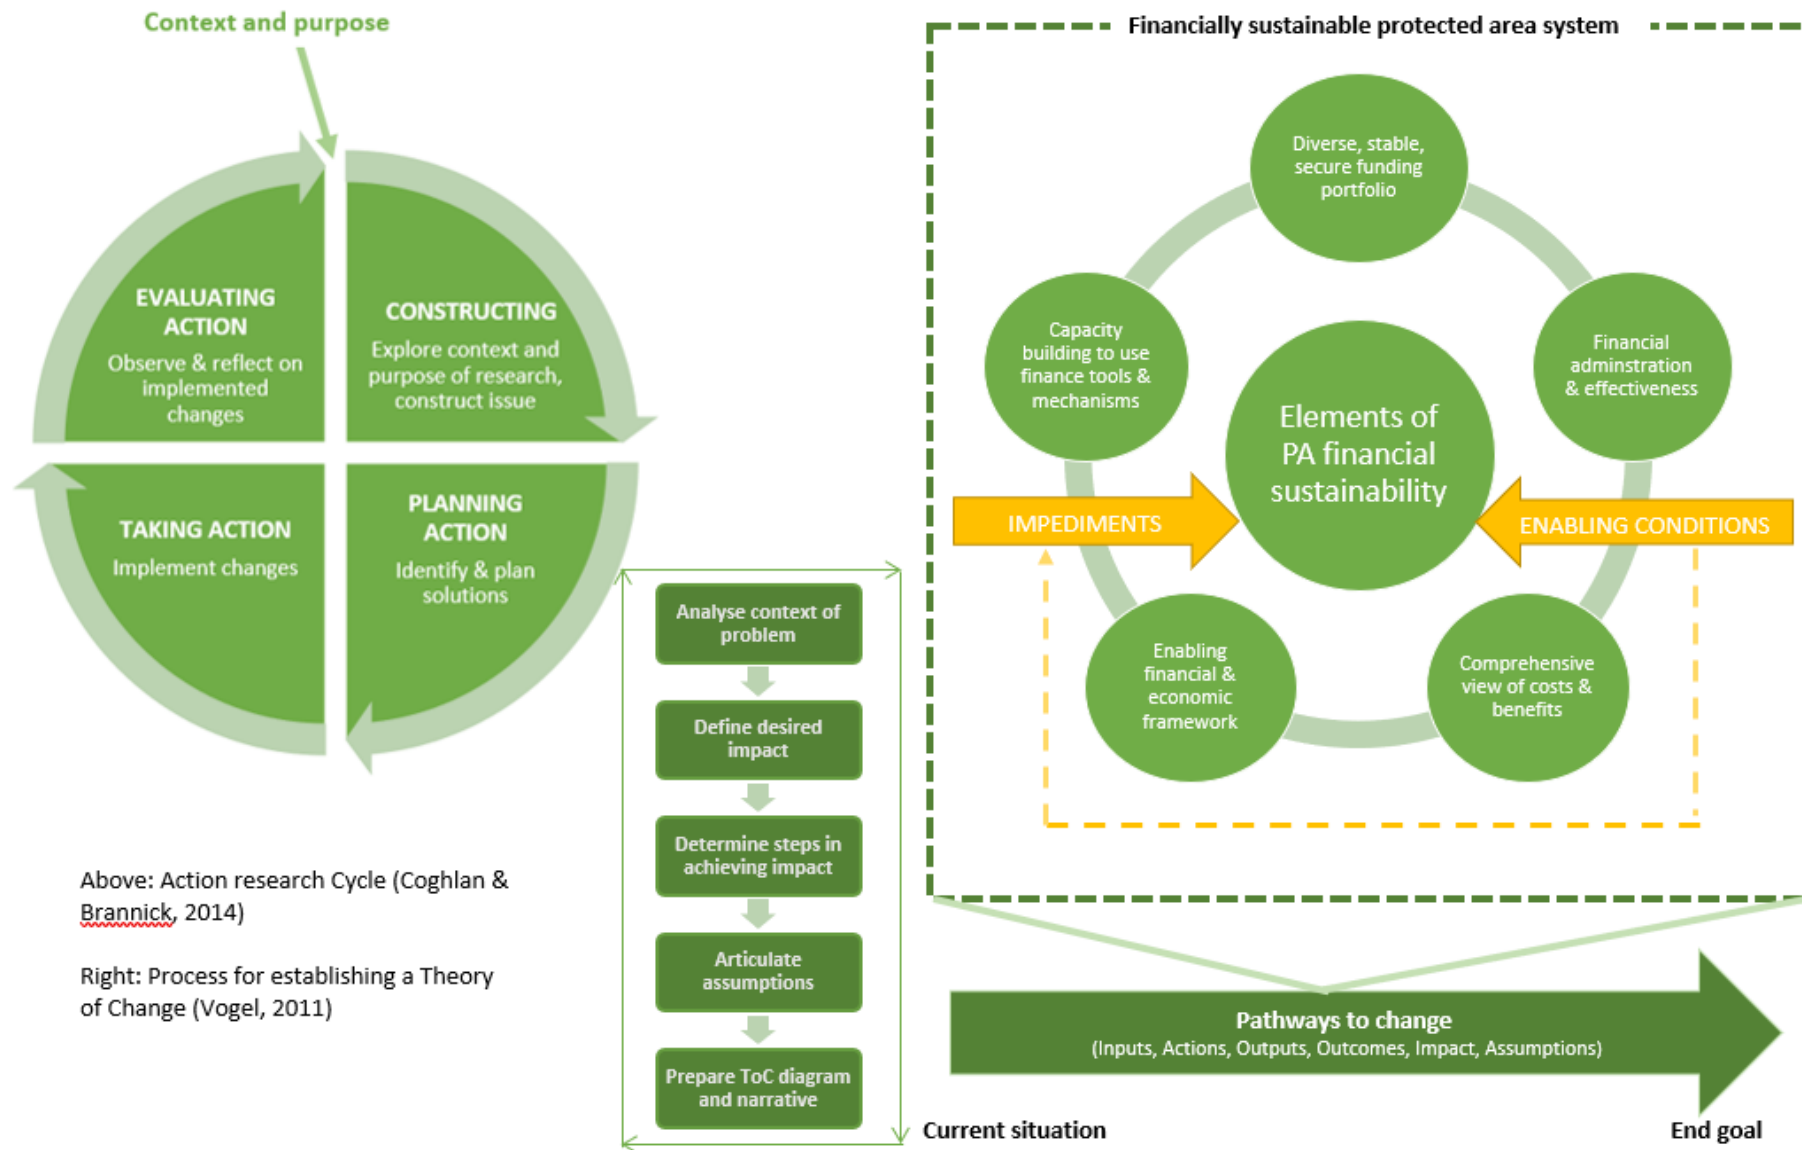 Context and purpose
EVALUATING
ACTION
Observe & reflect on
implemented
changes
CONSTRUCTING
Explore context and
purpose of research,
construct issue
TAKING ACTION
Implement changes
PLANNING
ACTION
Identify & plan
solutions
Above: Action research Cycle (Coghlan &
Brannick, 2014)
Right: Process for establishing a Theory
of Change (Vogel, 2011)
Analyse context of
problem
Define desired
impact
Determine steps in
achieving impact
Articulate
assumptions
Prepare ToC diagram
and narrative
Financially sustainable protected area system
Diverse, stable,
secure funding
portfolio
Capacity
building to use
finance tools &
mechanisms
Financial
adminstration
& effectiveness
Elements of
PA financial
sustainability
IMPEDIMENTS
ENABLING CONDITIONS
Enabling
financial &
economic
framework
Comprehensive
view of costs &
benefits
Pathways to change
(Inputs, Actions, Outputs, Outcomes, Impact, Assumptions)
Current situation
End goal